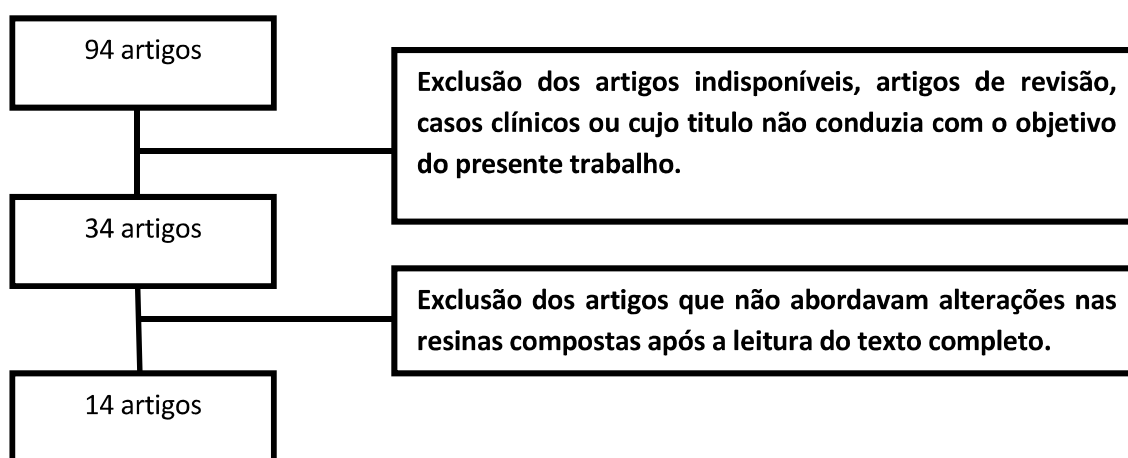 94 artigos
Exclusão dos artigos indisponíveis, artigos de revisão,
casos clínicos ou cujo titulo não conduzia com o objetivo
do presente trabalho.
34 artigos
Exclusão dos artigos que não abordavam alterações nas
resinas compostas após a leitura do texto completo.
14 artigos